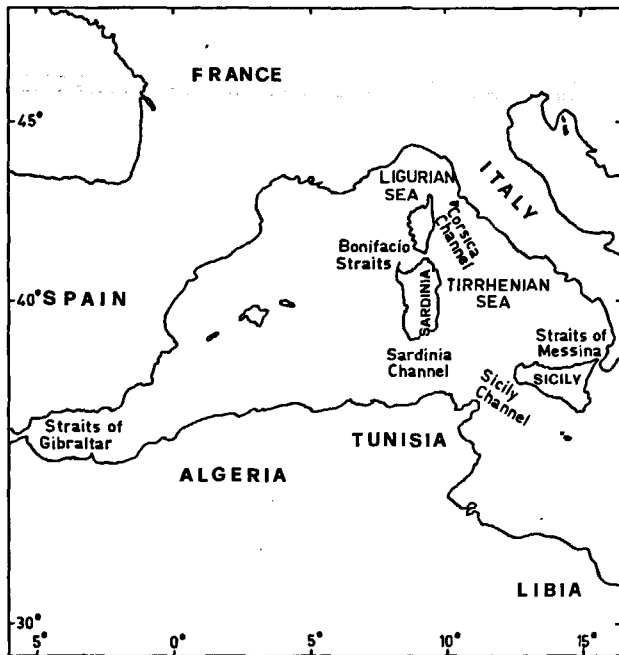 FRANCE
45°
LIGURIAN
SEA
ITALY
Corsica
Channel
Bonifacio
Straits
SARDINIA
TIRRHENIAN
SEA
40°
SPAIN
Straits of
Messina
SICILY
Sardinia
Channel
Sicily
Channel
Straits of
Gibraltar
TUNISIA
ALGERIA
LIBIA
30°
5°
0°
5°
10°
15°